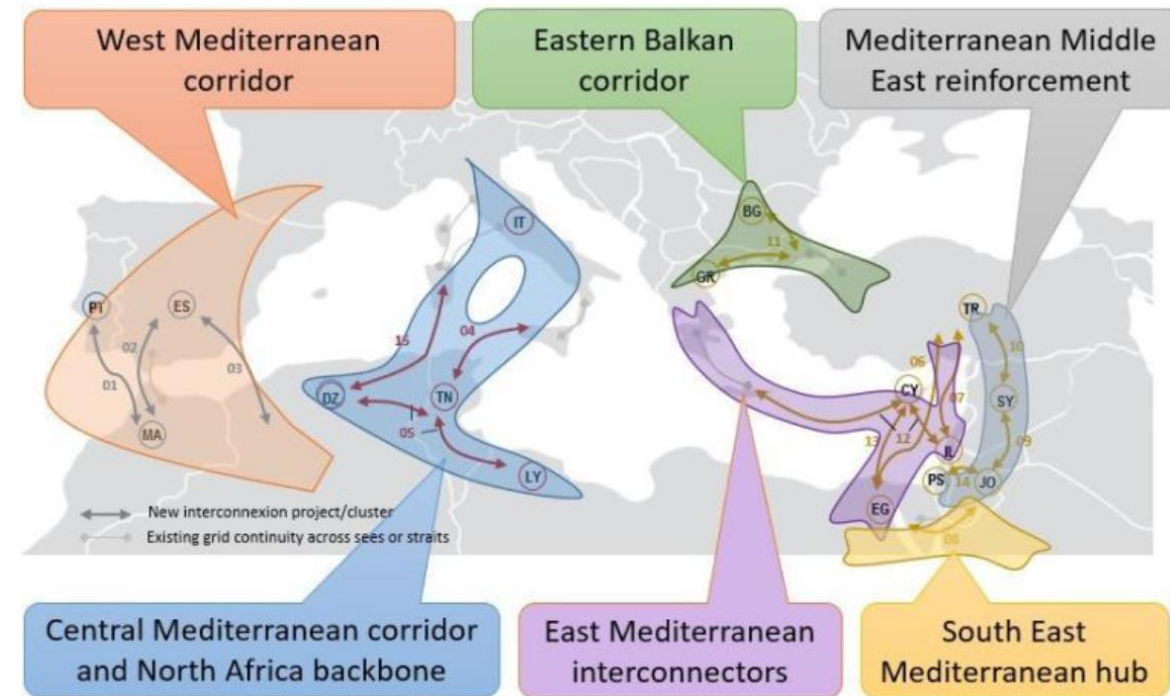 West Mediterranean
corridor
Eastern Balkan
corridor
Mediterranean Middle
East reinforcement
IT
BG
11
GR
PT
ES
02
03
01
MA
15
04
DZ
TN
05
LY
TR
10
06
CY
07
SY
13
12
09
IL
PS
14
JO
EG
08
New interconnexion project/cluster
Existing grid continuity across sees or straits
Central Mediterranean corridor
and North Africa backbone
East Mediterranean
interconnectors
South East
Mediterranean hub